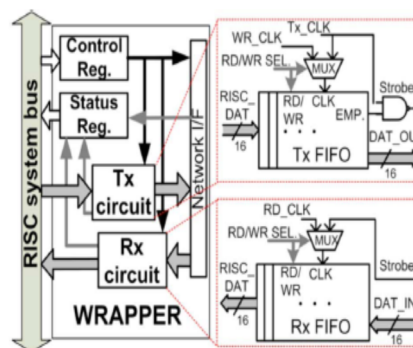 RISC system bus
Control
Reg.
Status
Reg.
Tx
circuit
Rx
circuit
Network I/F
WRAPPER
Tx_CLK
WR_CLK
RD/WR SEL.
MUX
RISC_
DAT
16
RD/
WR
CLK
EMP.
Strobe
. . .
Tx FIFO
DAT_OU
16
RD_CLK
RD/WR SEL.
MUX
RISC_
DAT
16
RD/
WR
CLK
Strobe
. . .
Rx FIFO
DAT_IN
16